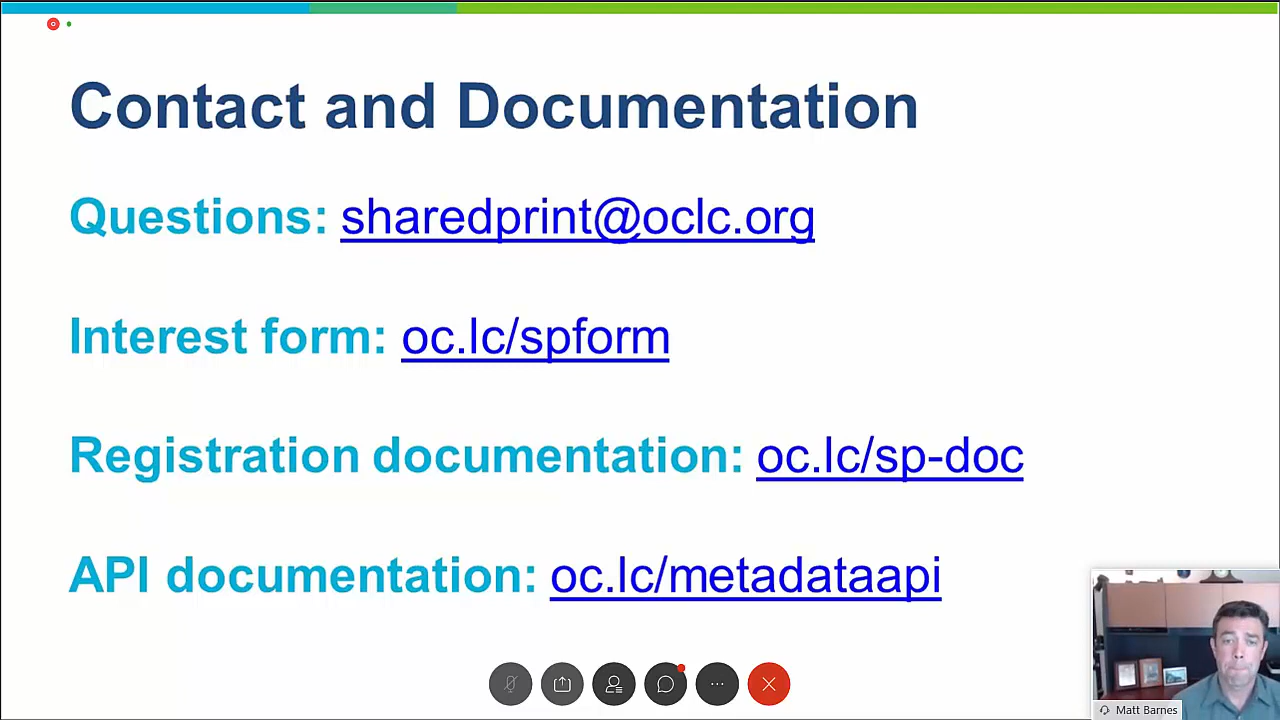 Contact and Documentation
Questions: sharedprint@oclc.org
Interest form: oc.lc/spform
Registration documentation: oc.lc/sp-doc
API documentation: oc.lc/metadataapi
Matt Barnes